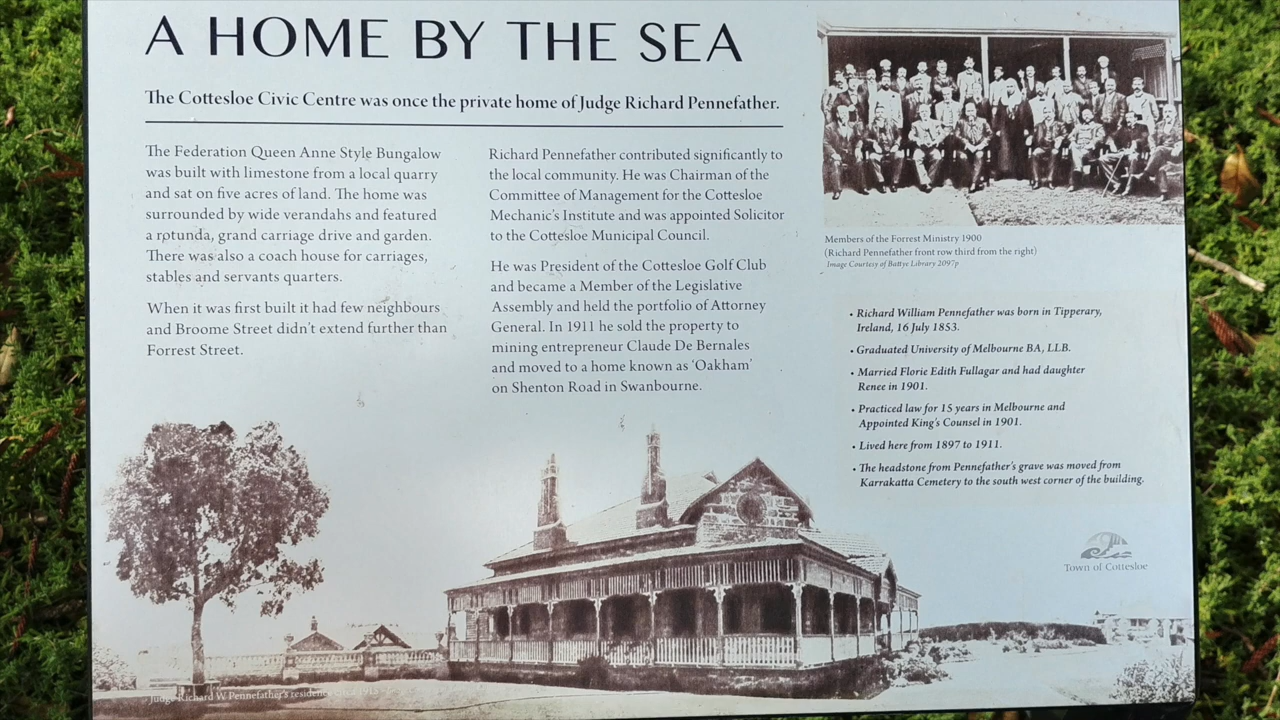 A HOME BY THE SEA
The Cottesloe Civic Centre was once the private home of Judge Richard Pennefather.
The Federation Queen Anne Style Bungalow
was built with limestone from a local quarry
and sat on five acres of land. The home was
surrounded by wide verandahs and featured
a rotunda, grand carriage drive and garden.
There was also a coach house for carriages,
stables and servants quarters.
When it was first built it had few neighbours
and Broome Street didn't extend further than
Forrest Street.
Richard Pennefather contributed significantly to
the local community. He was Chairman of the
Committee of Management for the Cottesloe
Mechanic's Institute and was appointed Solicitor
to the Cottesloe Municipal Council.
He was President of the Cottesloe Golf Club
and became a Member of the Legislative
Assembly and held the portfolio of Attorney
General. In 1911 he sold the property to
mining entrepreneur Claude De Bernales
and moved to a home known as 'Oakham'
on Shenton Road in Swanbourne.
Members of the Forrest Ministry 1900
(Richard Pennefather front row third from the right)
Image Courtesy of Battye Library 2097p
• Richard William Pennefather was born in Tipperary,
Ireland, 16 July 1853.
• Graduated University of Melbourne BA, LLB.
• Married Florie Edith Fullagar and had daughter
Renee in 1901.
• Practiced law for 15 years in Melbourne and
Appointed King's Counsel in 1901.
• Lived here from 1897 to 1911.
• The headstone from Pennefather's grave was moved from
Karrakatta Cemetery to the south west corner of the building.
Town of Cottesloe
Judge Richard W Pennefather's residence